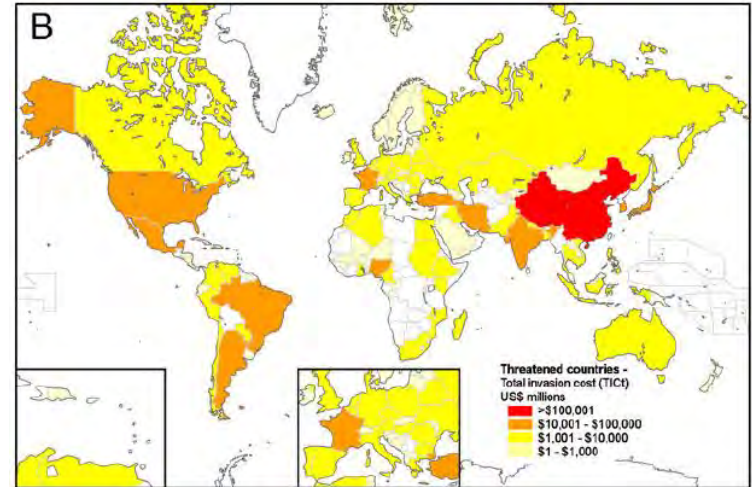 B
Threatened countries -
Total invasion cost (TICt)
US$ millions
>$100,001
$10,001 - $100,000
$1,001 - $10,000
$1 - $1,000